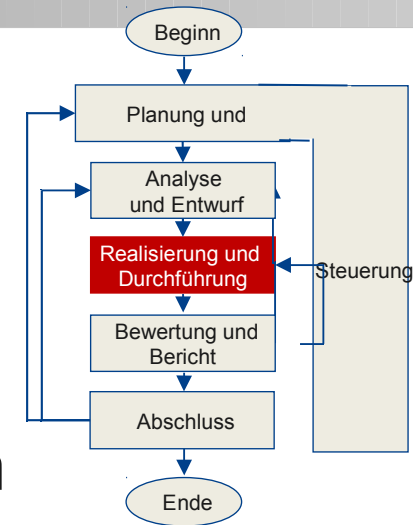 Beginn
Planung und
Analyse
und Entwurf
Realisierung und
Durchführung
Steuerung
Bewertung und
Bericht
Abschluss
Ende